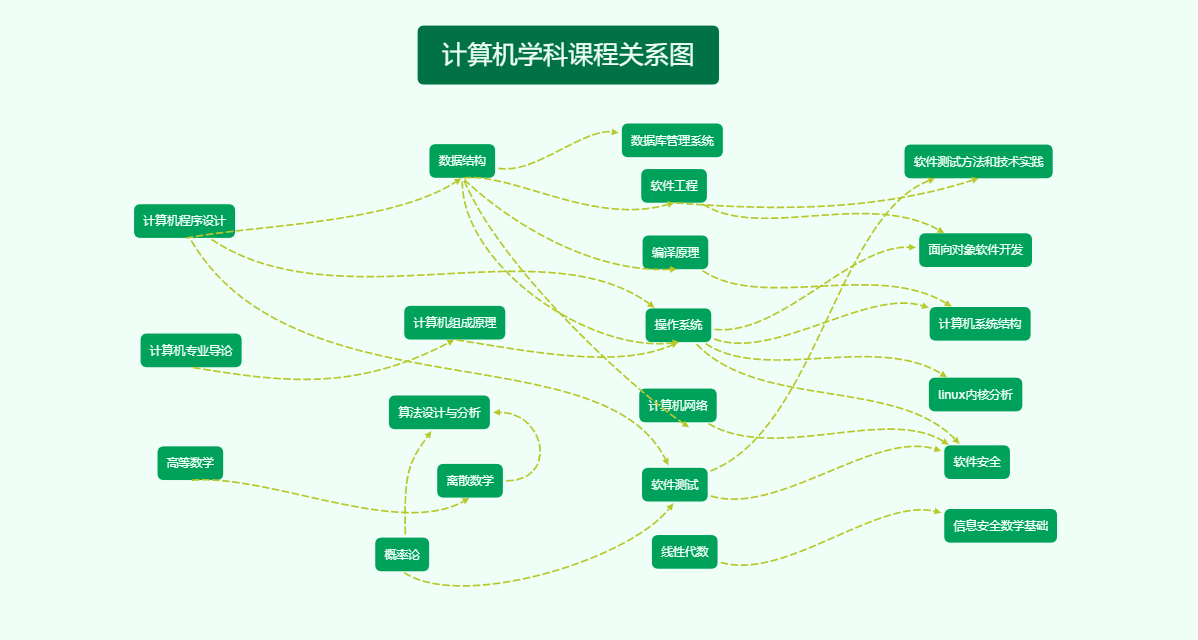 计算机学科课程关系图
数据库管理系统
数据结构
软件测试方法和技术实践
软件工程
计算机程序设计
编译原理
面向对象软件开发
计算机组成原理
操作系统
计算机系统结构
计算机专业导论
linux内核分析
算法设计与分析
计算机网络
高等数学
离散数学
软件测试
软件安全
信息安全数学基础
概率论
线性代数